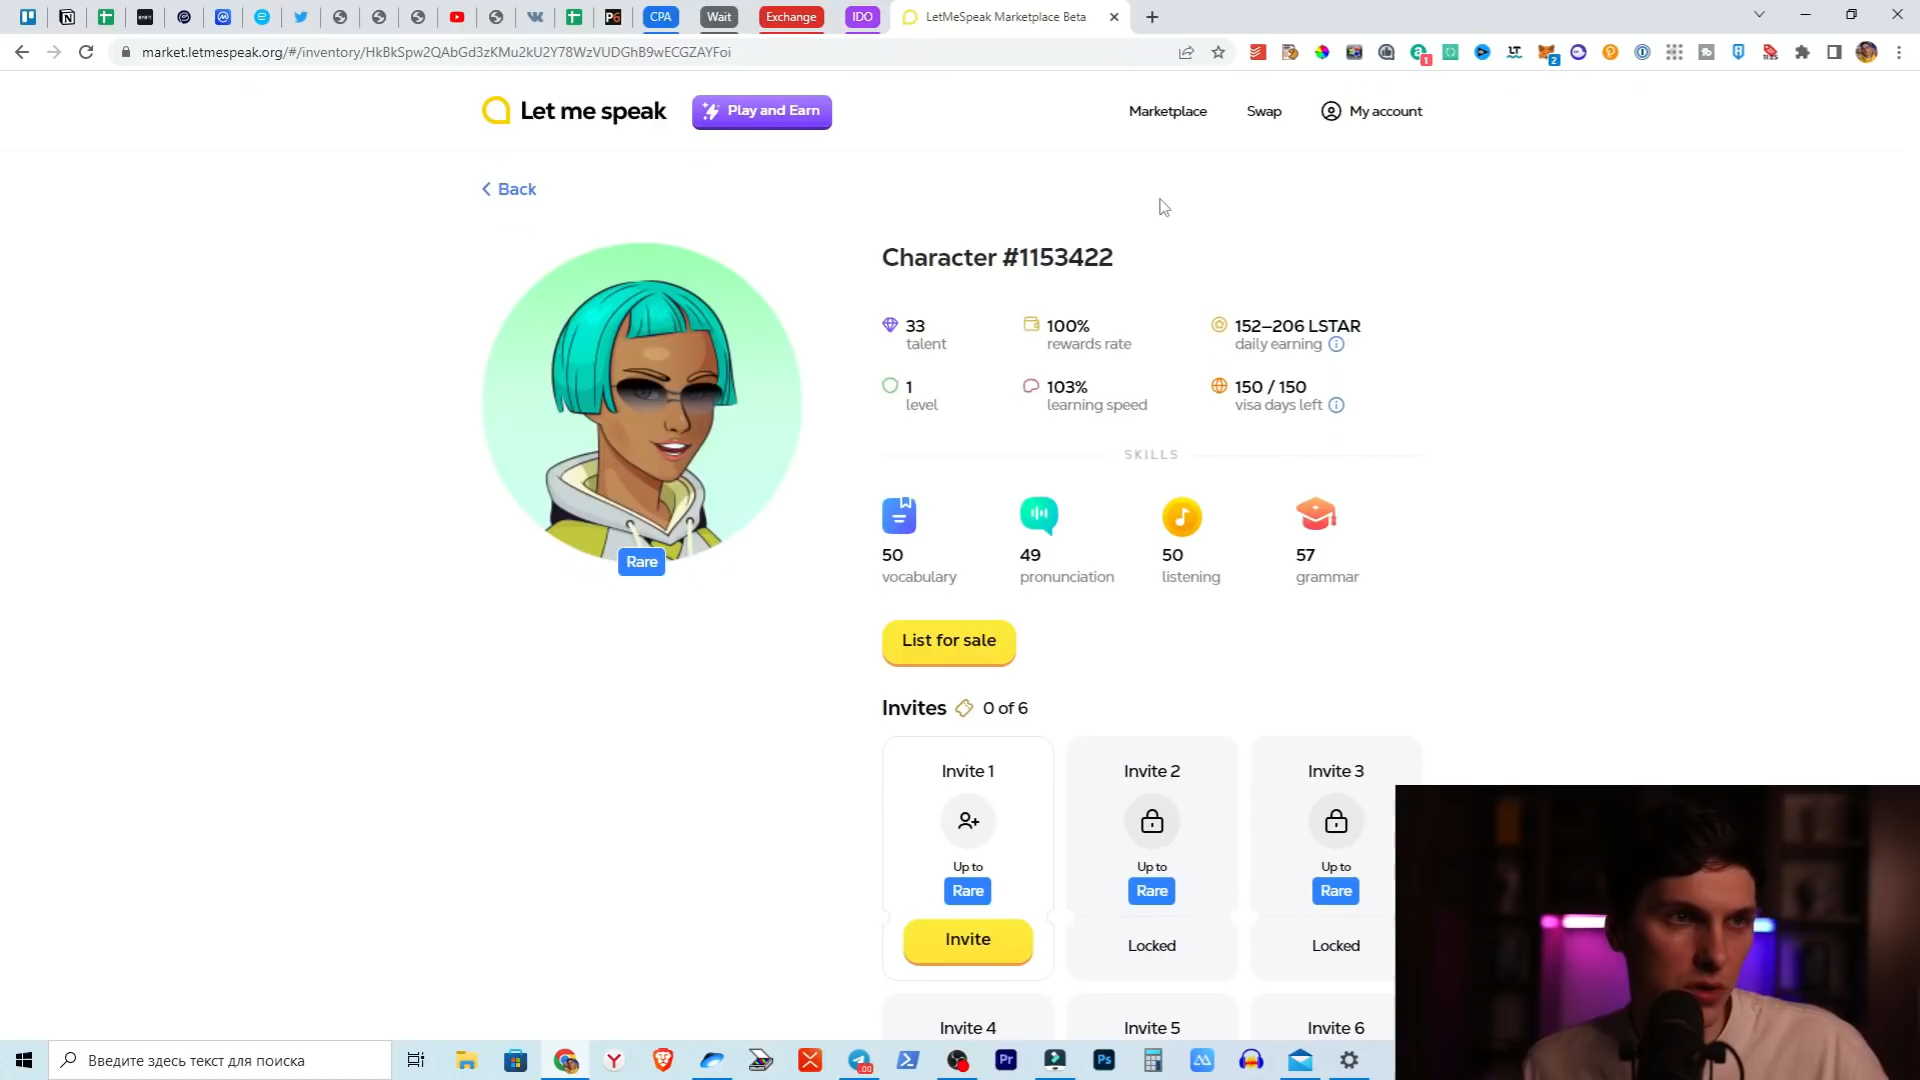 CPA
Wait
Exchange
IDO
LetMeSpeak Marketplace Beta
market.letmespeak.org/#/inventory/HkBkSpw2QAbGd3zKMu2kU2Y78WzVUDGhB9wECGZAYFoi
Let me speak
Play and Earn
Marketplace
Swap
My account
Back
Character #1153422
33
talent
100%
rewards rate
152–206 LSTAR
daily earning
1
level
103%
learning speed
150 / 150
visa days left
SKILLS
50
vocabulary
49
pronunciation
50
listening
57
grammar
Rare
List for sale
Invites 0 of 6
Invite 1
Up to
Rare
Invite
Invite 2
Up to
Rare
Locked
Invite 3
Up to
Rare
Locked
Invite 4
Invite 5
Invite 6
Введите здесь текст для поиска